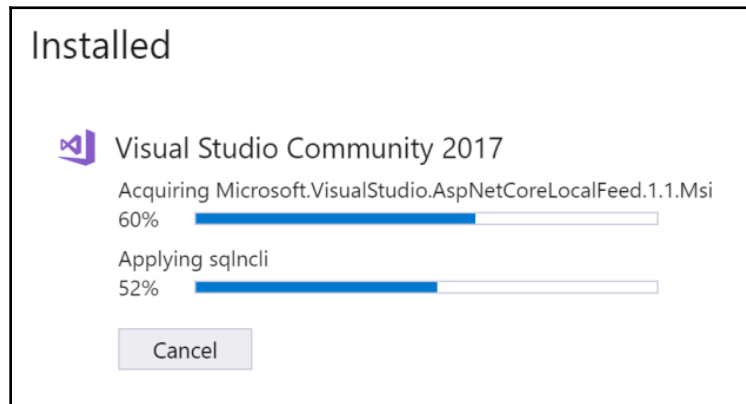 Installed
Visual Studio Community 2017
Acquiring Microsoft.VisualStudio.AspNetCoreLocalFeed.1.1.Msi
60%
Applying sqlncli
52%
Cancel